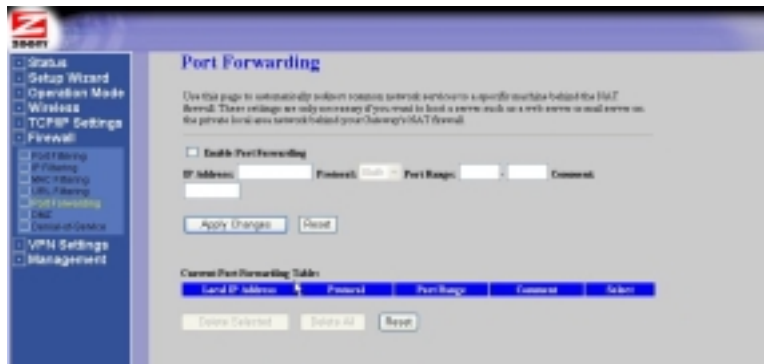 ZOOM
Status
Setup Wizard
Operation Mode
Wireless
TCP/IP Settings
Firewall
Port Filtering
IP Filtering
MAC Filtering
URL Filtering
Port Forwarding
DMZ
Denial-of-Service
VPN Settings
Management
Port Forwarding
Use this page to automatically redirect common network services to a specific machine behind the NAT
firewall. These settings are only necessary if you want to host a server such as a web server or mail server on
the private local area network behind your Gateway's NAT firewall.
Enable Port Forwarding
IP Address: Protocol: Both Port Range: - Comment:
Apply Changes Reset
Current Port Forwarding Table:
Local IP Address Protocol Port Range Comment Select
Delete Selected Delete All Reset